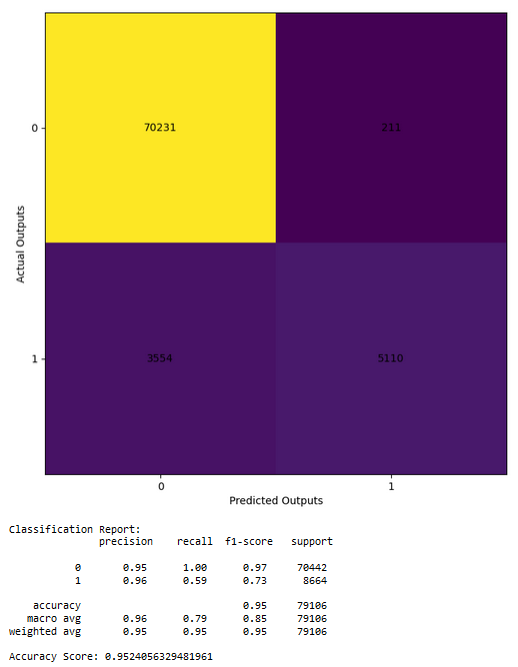 0
70231
211
Actual Outputs
1
3554
5110
0
1
Predicted Outputs
Classification Report:
precision recall f1-score support
0 0.95 1.00 0.97 70442
1 0.96 0.59 0.73 8664
accuracy 0.95 79106
macro avg 0.96 0.79 0.85 79106
weighted avg 0.95 0.95 0.95 79106
Accuracy Score: 0.9524056329481961